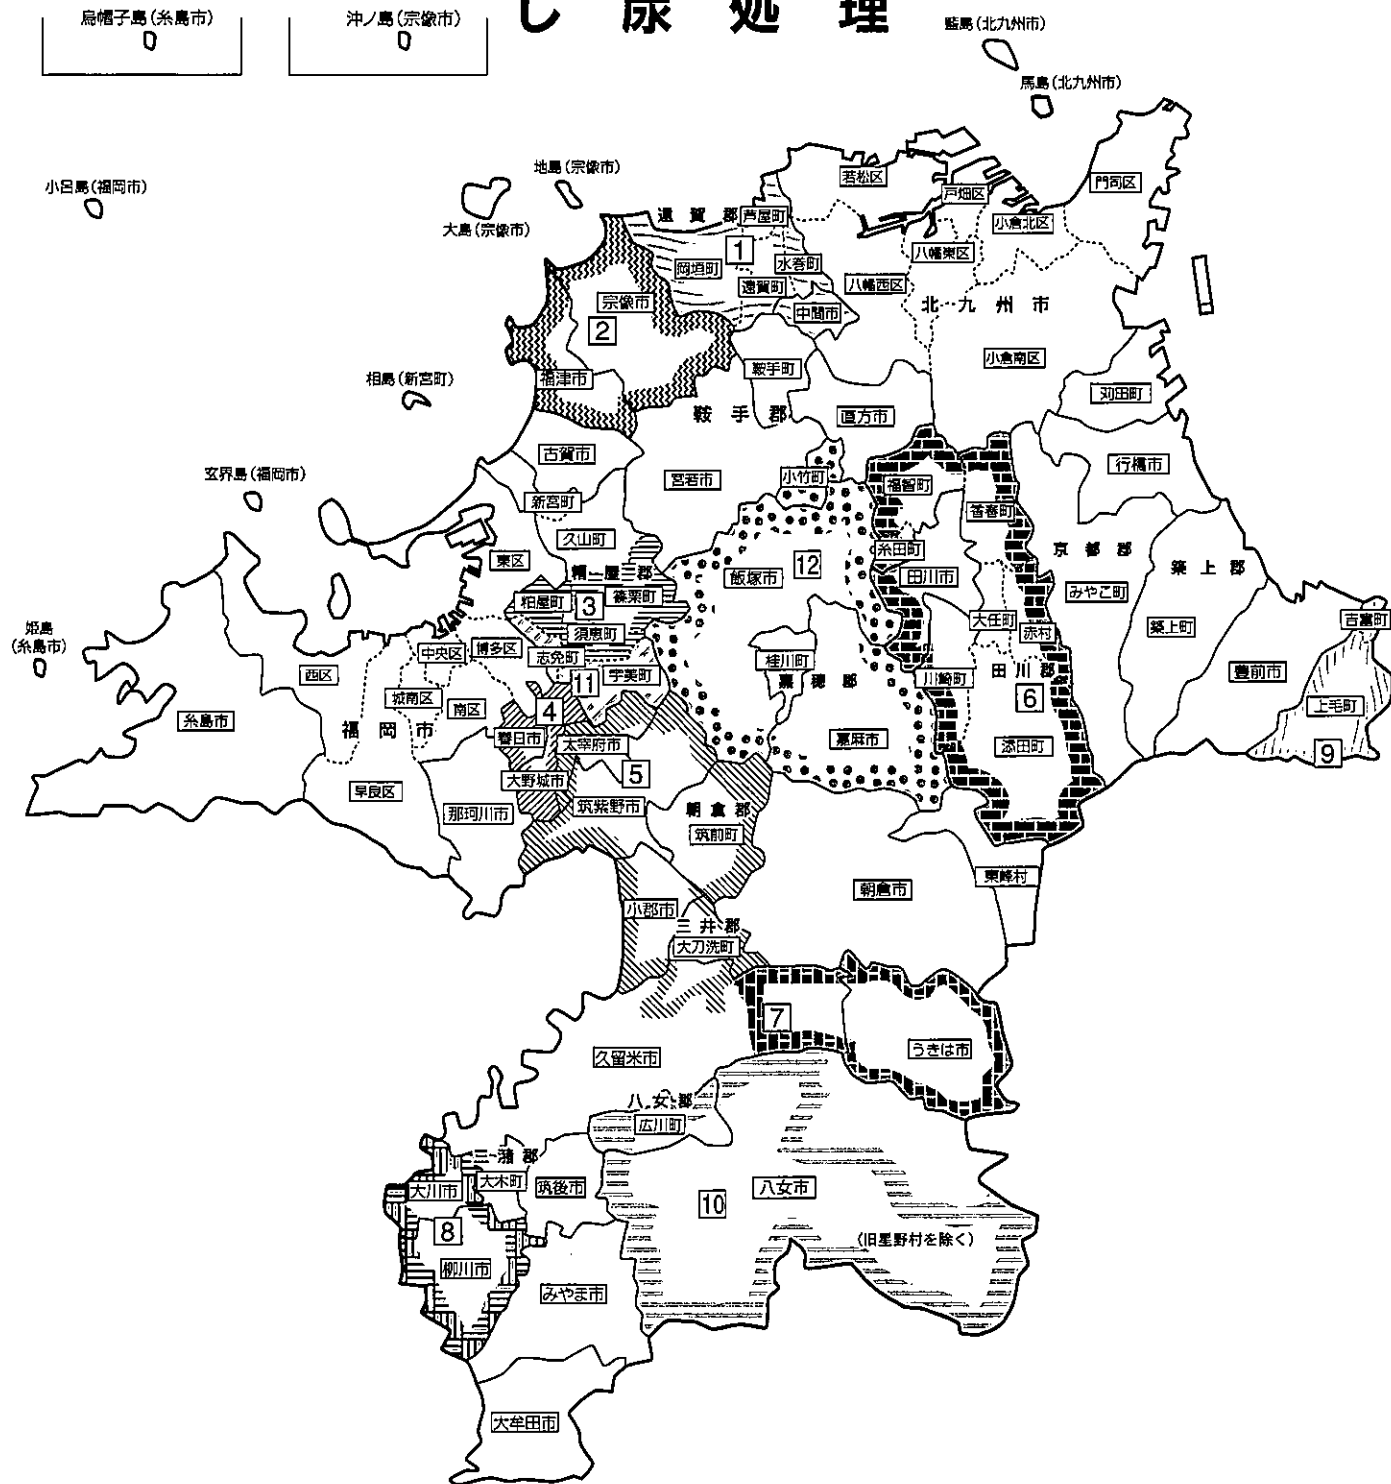 し尿処理
烏帽子島(糸島市)
沖ノ島(宗像市)
藍島(北九州市)
馬島(北九州市)
小呂島(福岡市)
地島(宗像市)
大島(宗像市)
若松区
戸畑区
門司区
小倉北区
遠賀郡
芦屋町
1
岡垣町
水巻町
遠賀町
八幡東区
八幡西区
中間市
北九州市
宗像市
2
小倉南区
相島(新宮町)
福津市
鞍手町
苅田町
鞍手郡
直方市
古賀市
行橋市
玄界島(福岡市)
新宮町
宮若市
小竹町
福智町
香春町
久山町
東区
糟屋郡
飯塚市
12
糸田町
田川市
京都郡
みやこ町
築上郡
粕屋町
3
篠栗町
須恵町
大任町
赤村
築上町
吉富町
姫島
(糸島市)
西区
中央区
博多区
志免町
桂川町
嘉穂郡
田川郡
豊前市
糸島市
城南区
南区
11
宇美町
川崎町
6
上毛町
福岡市
4
春日市
太宰府市
嘉麻市
添田町
9
早良区
大野城市
5
那珂川市
筑紫野市
朝倉郡
筑前町
小郡市
三井郡
大刀洗町
朝倉市
東峰村
7
久留米市
うきは市
八女郡
広川町
三潴郡
大川市
大木町
筑後市
10
八女市
8
(旧星野村を除く)
柳川市
みやま市
大牟田市